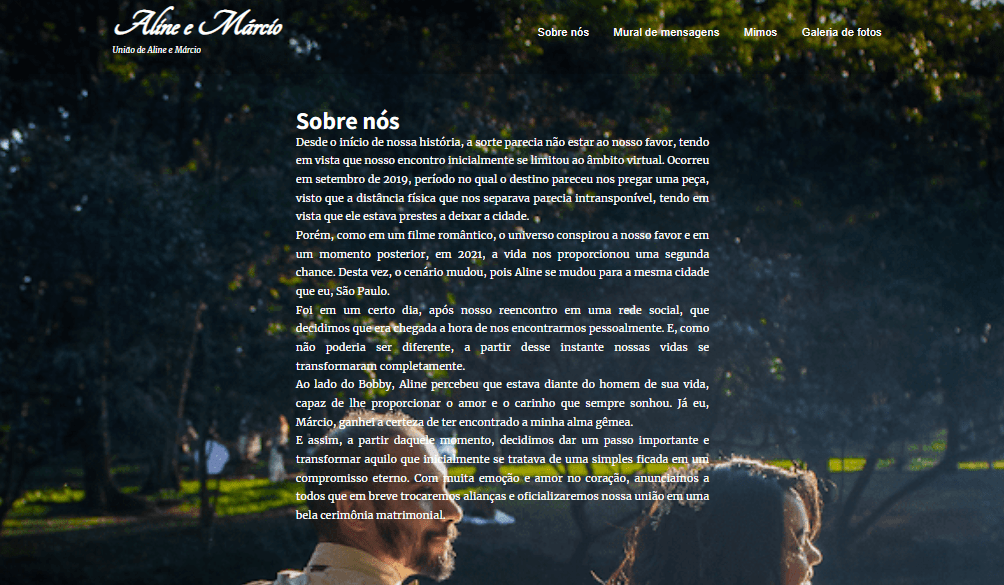 Aline e Márcio
União de Aline e Márcio
Sobre nós Mural de mensagens Mimos Galeria de fotos
Sobre nós
Desde o início de nossa história, a sorte parecia não estar ao nosso favor, tendo
em vista que nosso encontro inicialmente se limitou ao âmbito virtual. Ocorreu
em setembro de 2019, período no qual o destino pareceu nos pregar uma peça,
visto que a distância física que nos separava parecia intransponível, tendo em
vista que ele estava prestes a deixar a cidade.
Porém, como em um filme romântico, o universo conspirou a nosso favor e em
um momento posterior, em 2021, a vida nos proporcionou uma segunda
chance. Desta vez, o cenário mudou, pois Aline se mudou para a mesma cidade
que eu, São Paulo.
Foi em um certo dia, após nosso reencontro em uma rede social, que
decidimos que era chegada a hora de nos encontrarmos pessoalmente. E, como
não poderia ser diferente, a partir desse instante nossas vidas se
transformaram completamente.
Ao lado do Bobby, Aline percebeu que estava diante do homem de sua vida,
capaz de lhe proporcionar o amor e o carinho que sempre sonhou. Já eu,
Márcio, ganhei a certeza de ter encontrado a minha alma gêmea.
E assim, a partir daquele momento, decidimos dar um passo importante e
transformar aquilo que inicialmente se tratava de uma simples ficada em um
compromisso eterno. Com muita emoção e amor no coração, anunciamos a
todos que em breve trocaremos alianças e oficializaremos nossa união em uma
bela cerimônia matrimonial.